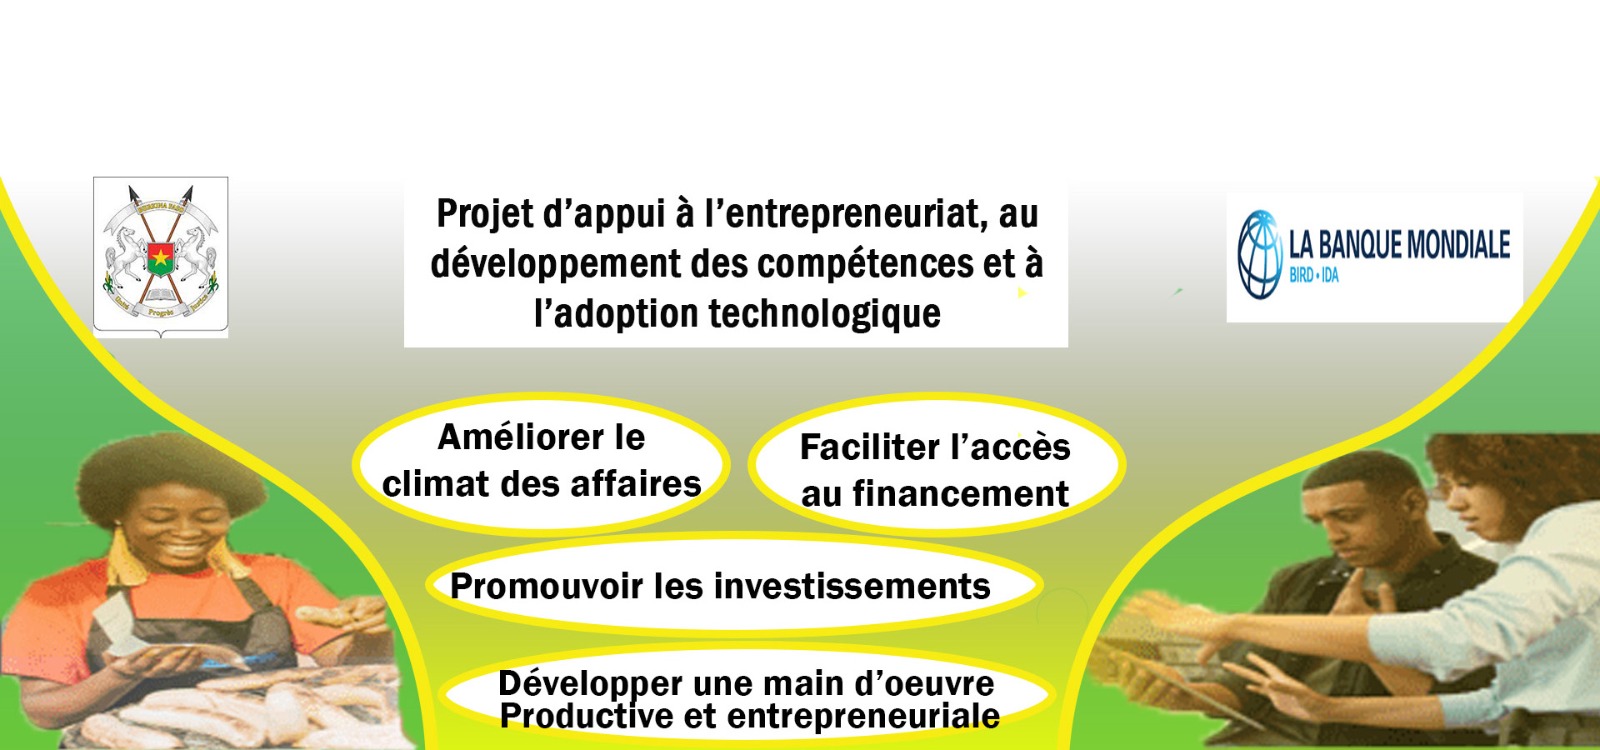 BURKINA FASO
Unité Progrès Justice
Projet d’appui à l’entrepreneuriat, au
développement des compétences et à
l’adoption technologique
LA BANQUE MONDIALE
BIRD • IDA
Améliorer le
climat des affaires
Faciliter l’accès
au financement
Promouvoir les investissements
Développer une main d’oeuvre
Productive et entrepreneuriale